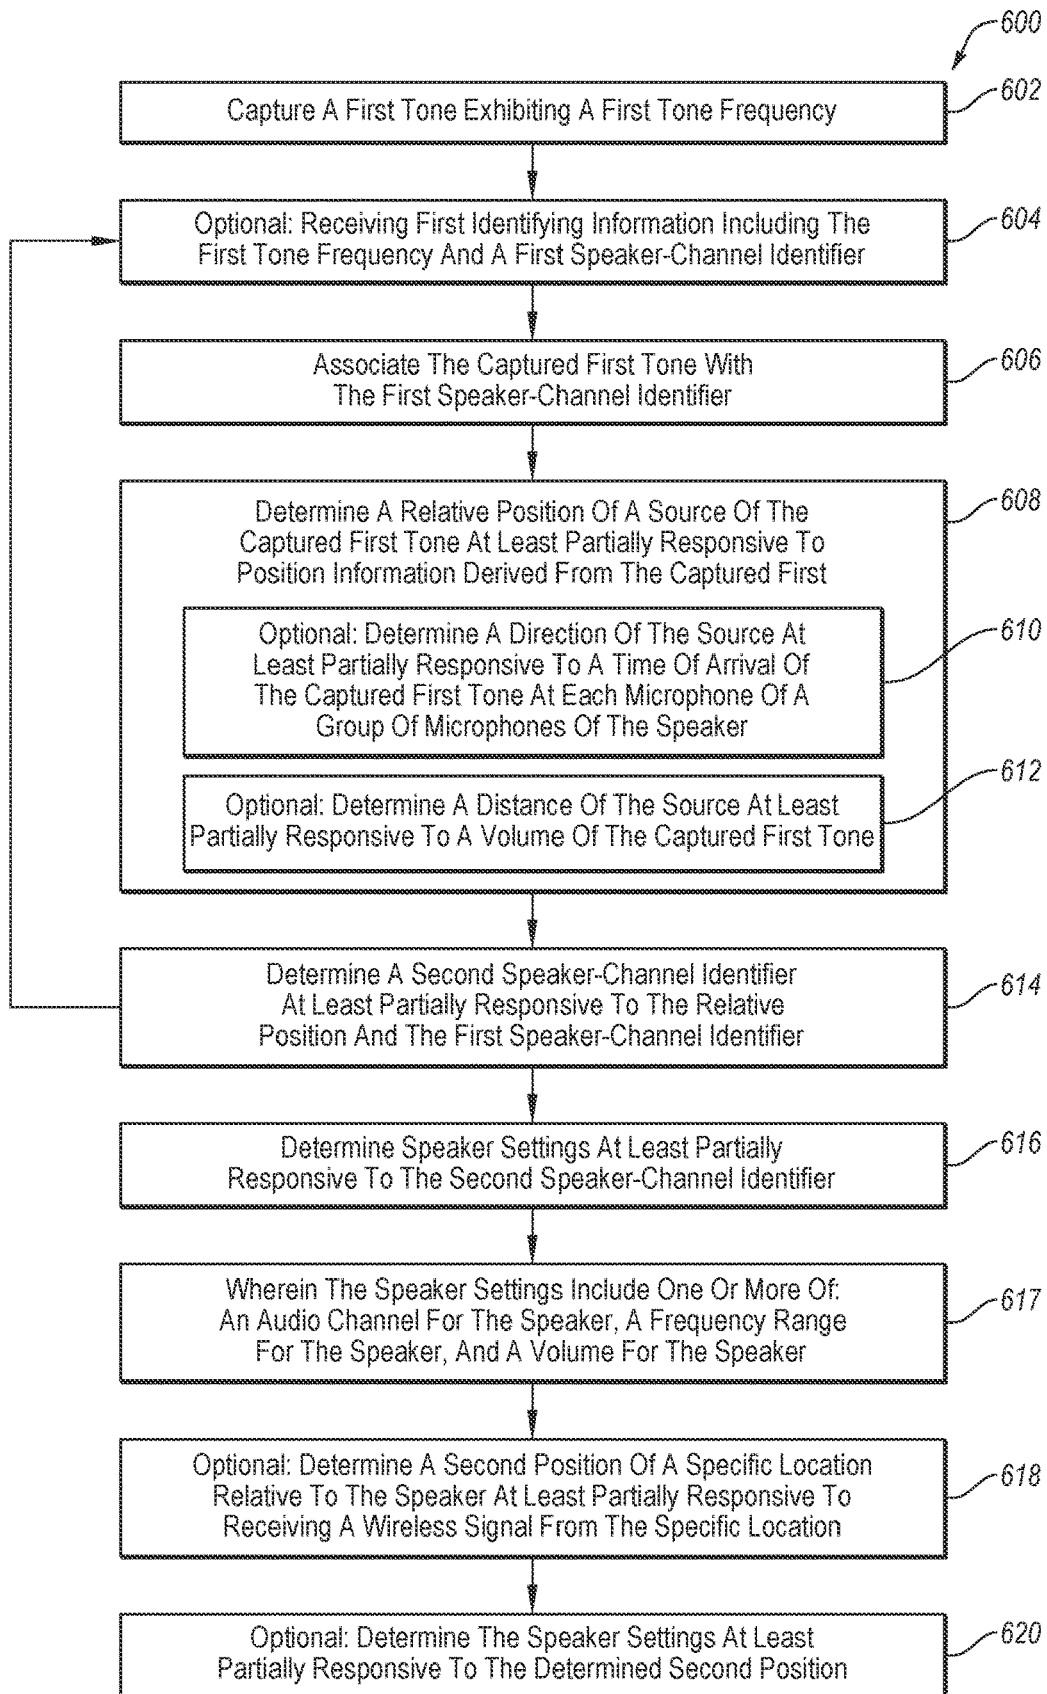 600
Capture A First Tone Exhibiting A First Tone Frequency
602
Optional: Receiving First Identifying Information Including The
First Tone Frequency And A First Speaker-Channel Identifier
604
Associate The Captured First Tone With
The First Speaker-Channel Identifier
606
Determine A Relative Position Of A Source Of The
Captured First Tone At Least Partially Responsive To
Position Information Derived From The Captured First
608
Optional: Determine A Direction Of The Source At
Least Partially Responsive To A Time Of Arrival Of
The Captured First Tone At Each Microphone Of A
Group Of Microphones Of The Speaker
610
Optional: Determine A Distance Of The Source At Least
Partially Responsive To A Volume Of The Captured First Tone
612
Determine A Second Speaker-Channel Identifier
At Least Partially Responsive To The Relative
Position And The First Speaker-Channel Identifier
614
Determine Speaker Settings At Least Partially
Responsive To The Second Speaker-Channel Identifier
616
Wherein The Speaker Settings Include One Or More Of:
An Audio Channel For The Speaker, A Frequency Range
For The Speaker, And A Volume For The Speaker
617
Optional: Determine A Second Position Of A Specific Location
Relative To The Speaker At Least Partially Responsive To
Receiving A Wireless Signal From The Specific Location
618
Optional: Determine The Speaker Settings At Least
Partially Responsive To The Determined Second Position
620